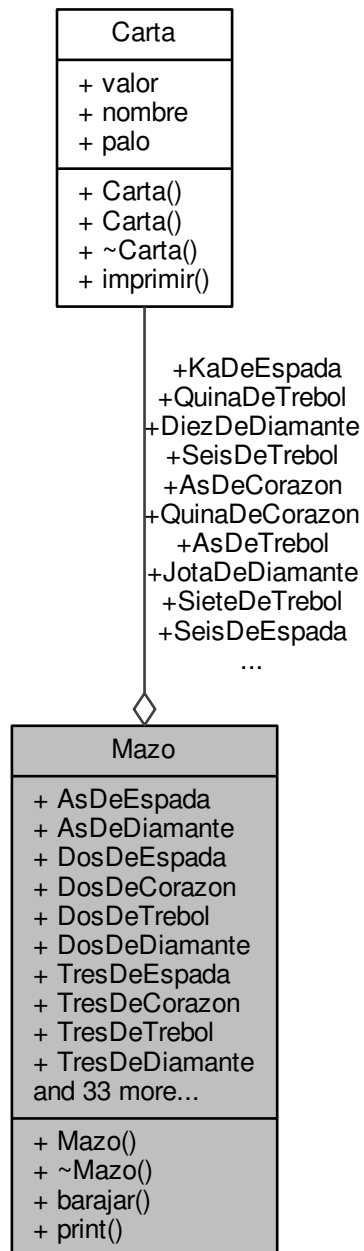 Carta
+ valor
+ nombre
+ palo
+ Carta()
+ Carta()
+ ~Carta()
+ imprimir()
+KaDeEspada
+QuinaDeTrebol
+DiezDeDiamante
+SeisDeTrebol
+AsDeCorazon
+QuinaDeCorazon
+AsDeTrebol
+JotaDeDiamante
+SieteDeTrebol
+SeisDeEspada
...
Mazo
+ AsDeEspada
+ AsDeDiamante
+ DosDeEspada
+ DosDeCorazon
+ DosDeTrebol
+ DosDeDiamante
+ TresDeEspada
+ TresDeCorazon
+ TresDeTrebol
+ TresDeDiamante
and 33 more...
+ Mazo()
+ ~Mazo()
+ barajar()
+ print()